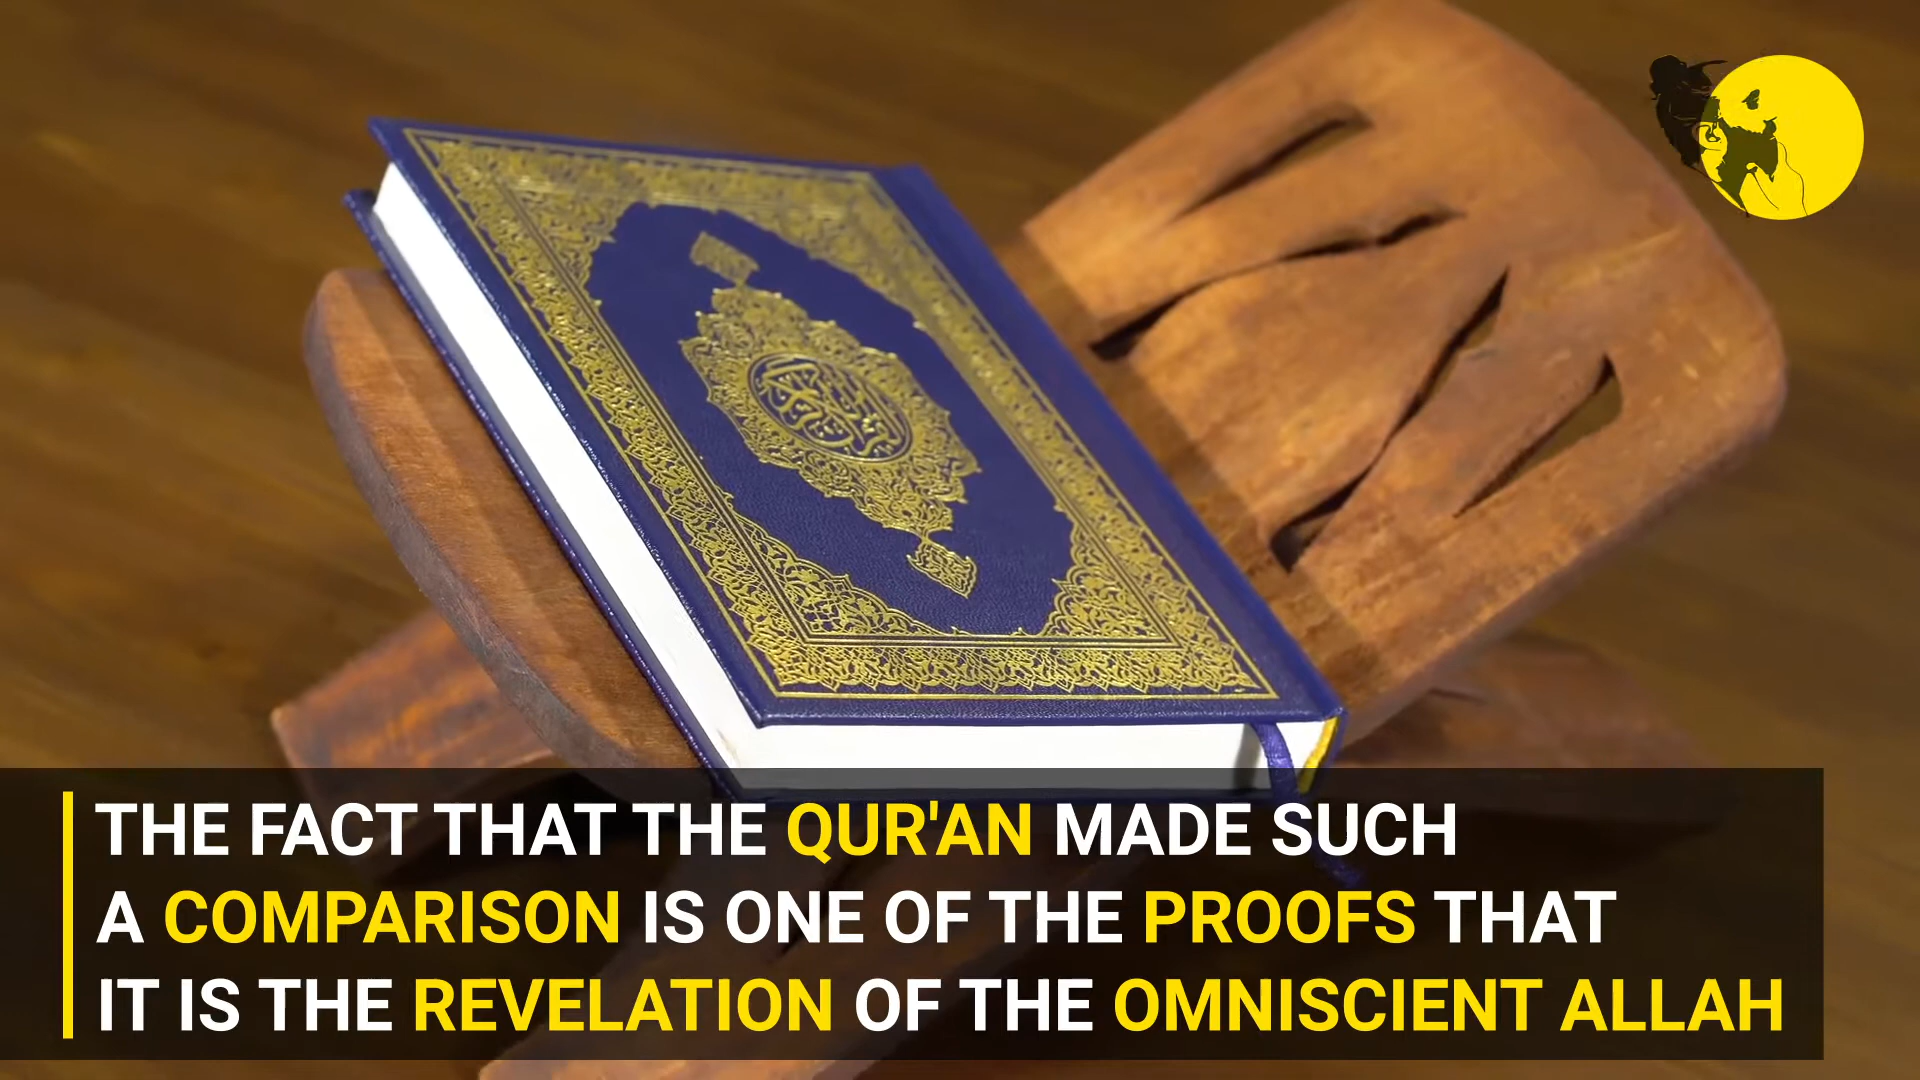 THE FACT THAT THE QUR'AN MADE SUCH
A COMPARISON IS ONE OF THE PROOFS THAT
IT IS THE REVELATION OF THE OMNISCIENT ALLAH